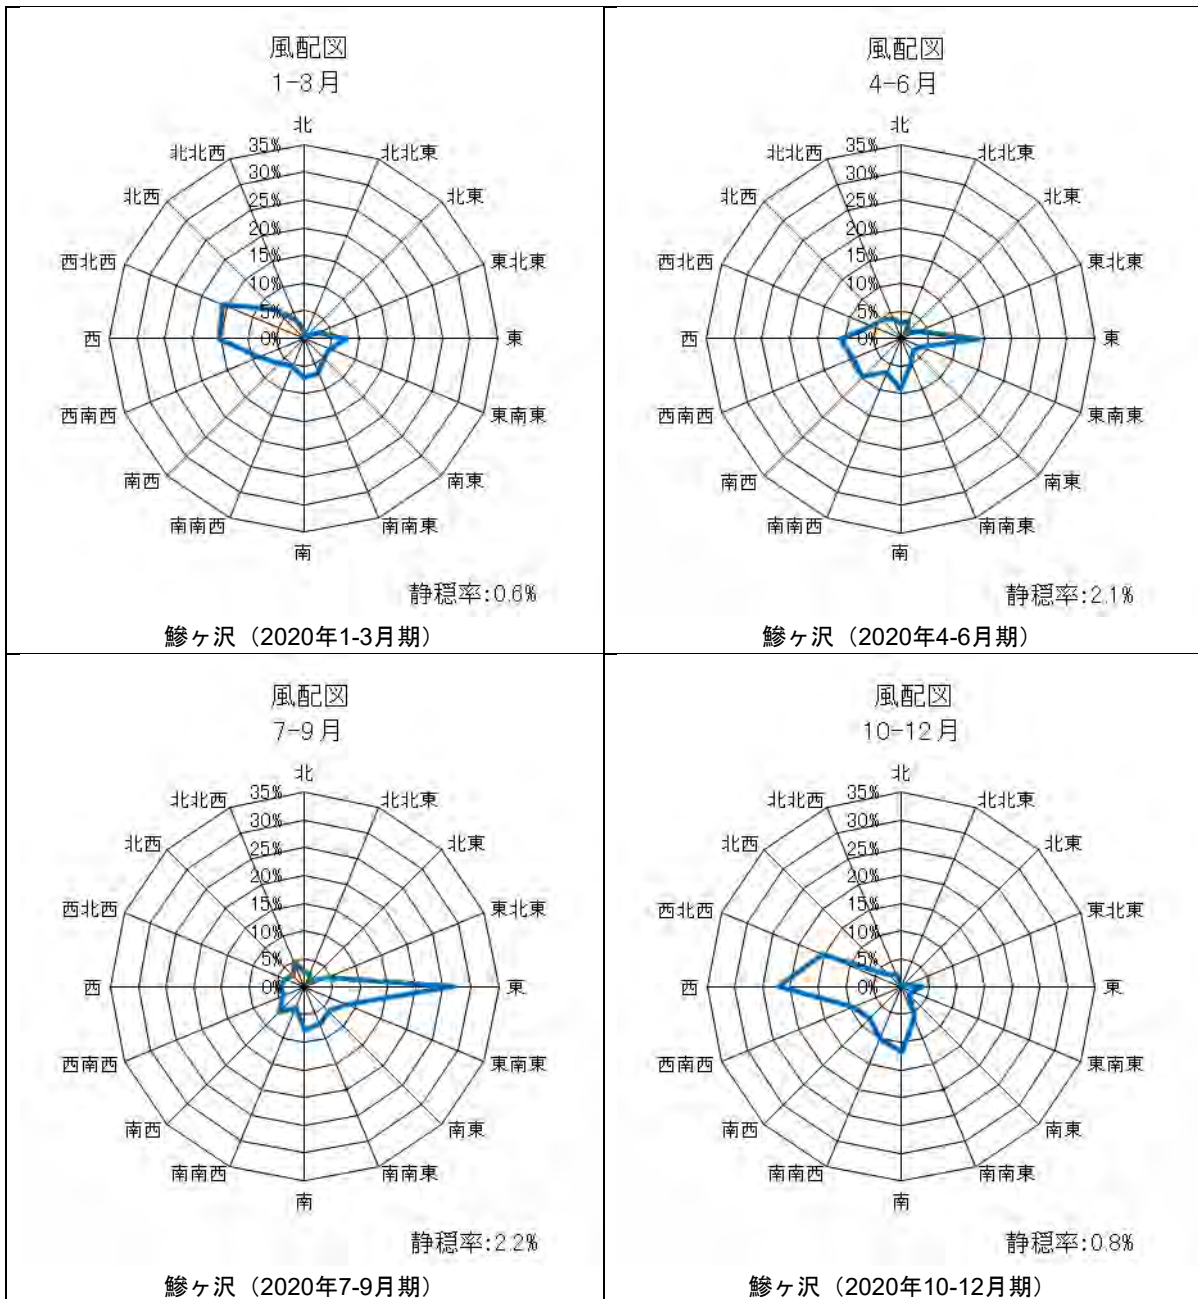 風配図
1-3月
北
35%
北北西
北北東
30%
北西
北東
25%
20%
西北西
東北東
15%
10%
5%
西
0%
東
西南西
東南東
南西
南東
南南西
南南東
南
静穏率:0.6%
鰺ヶ沢（2020年1-3月期）
風配図
4-6月
北
35%
北北西
北北東
30%
北西
北東
25%
20%
西北西
東北東
15%
10%
5%
西
0%
東
西南西
東南東
南西
南東
南南西
南南東
南
静穏率:2.1%
鰺ヶ沢（2020年4-6月期）
風配図
7-9月
北
35%
北北西
北北東
30%
北西
北東
25%
20%
西北西
東北東
15%
10%
5%
西
0%
東
西南西
東南東
南西
南東
南南西
南南東
南
静穏率:2.2%
鰺ヶ沢（2020年7-9月期）
風配図
10-12月
北
35%
北北西
北北東
30%
北西
北東
25%
20%
西北西
東北東
15%
10%
5%
西
0%
東
西南西
東南東
南西
南東
南南西
南南東
南
静穏率:0.8%
鰺ヶ沢（2020年10-12月期）